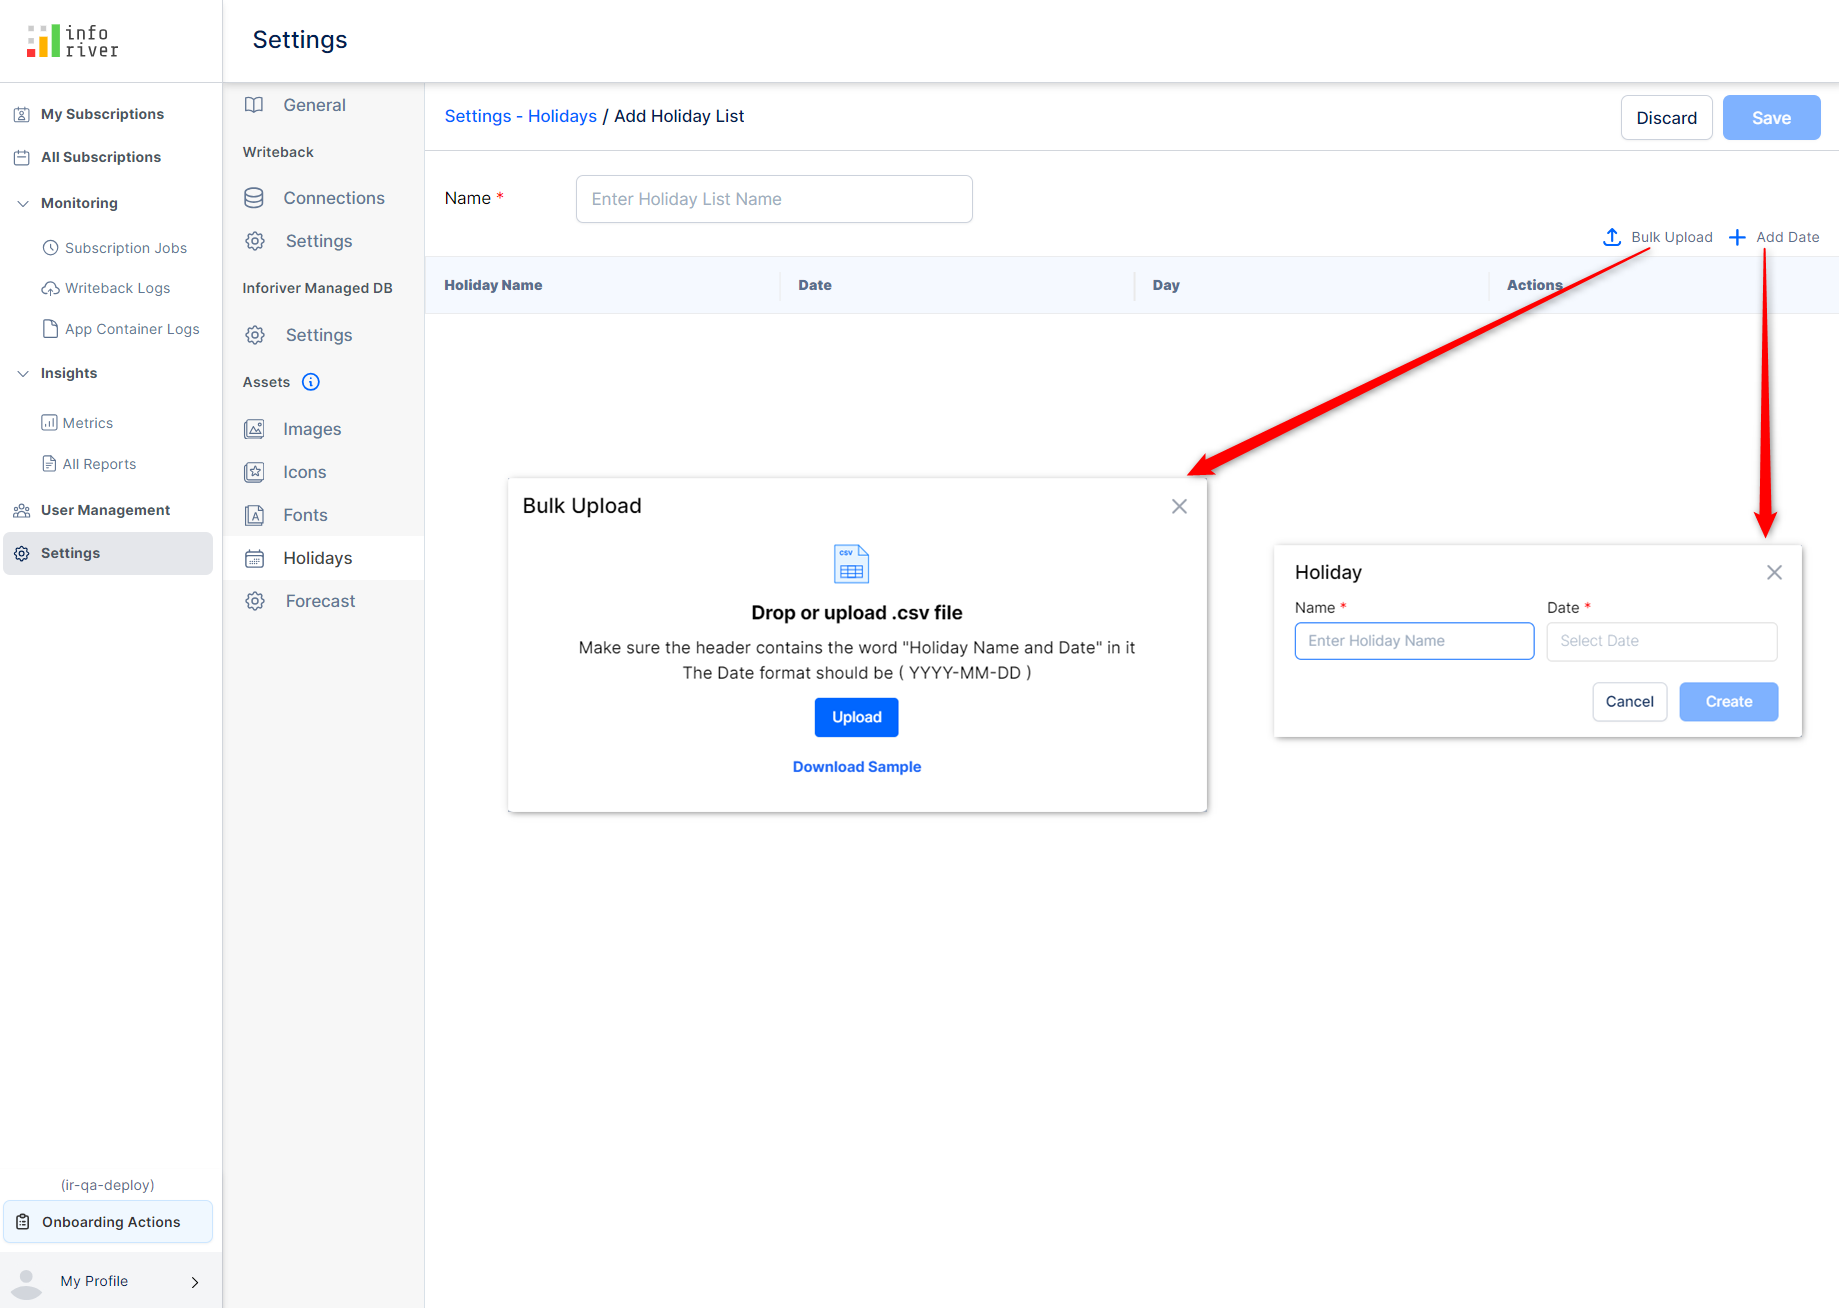 info
river
Settings
My Subscriptions
All Subscriptions
Monitoring
Subscription Jobs
Writeback Logs
App Container Logs
Insights
Metrics
All Reports
User Management
Settings
(ir-qa-deploy)
Onboarding Actions
My Profile
General
Writeback
Connections
Settings
Inforiver Managed DB
Settings
Assets
Images
Icons
Fonts
Holidays
Forecast
Settings - Holidays / Add Holiday List
Discard
Save
Name *
Enter Holiday List Name
Bulk Upload
Add Date
Holiday Name
Date
Day
Actions
Bulk Upload
CSV
Drop or upload .csv file
Make sure the header contains the word "Holiday Name and Date" in it
The Date format should be ( YYYY-MM-DD )
Upload
Download Sample
Holiday
Name *
Date *
Enter Holiday Name
Select Date
Cancel
Create